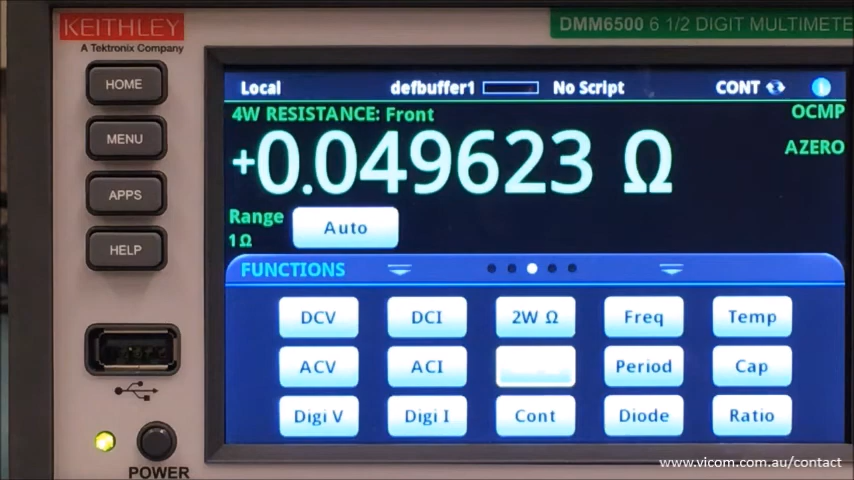 KEITHLEY
A Tektronix Company
DMM6500 6 1/2 DIGIT MULTIMETE
HOME
MENU
APPS
HELP
POWER
Local defbuffer1 No Script CONT
4W RESISTANCE: Front OCMP
+0.049623 Ω AZERO
Range Auto
1Ω
FUNCTIONS
DCV DCI 2W Ω Freq Temp
ACV ACI Period Cap
Digi V Digi I Cont Diode Ratio
www.vicom.com.au/contact